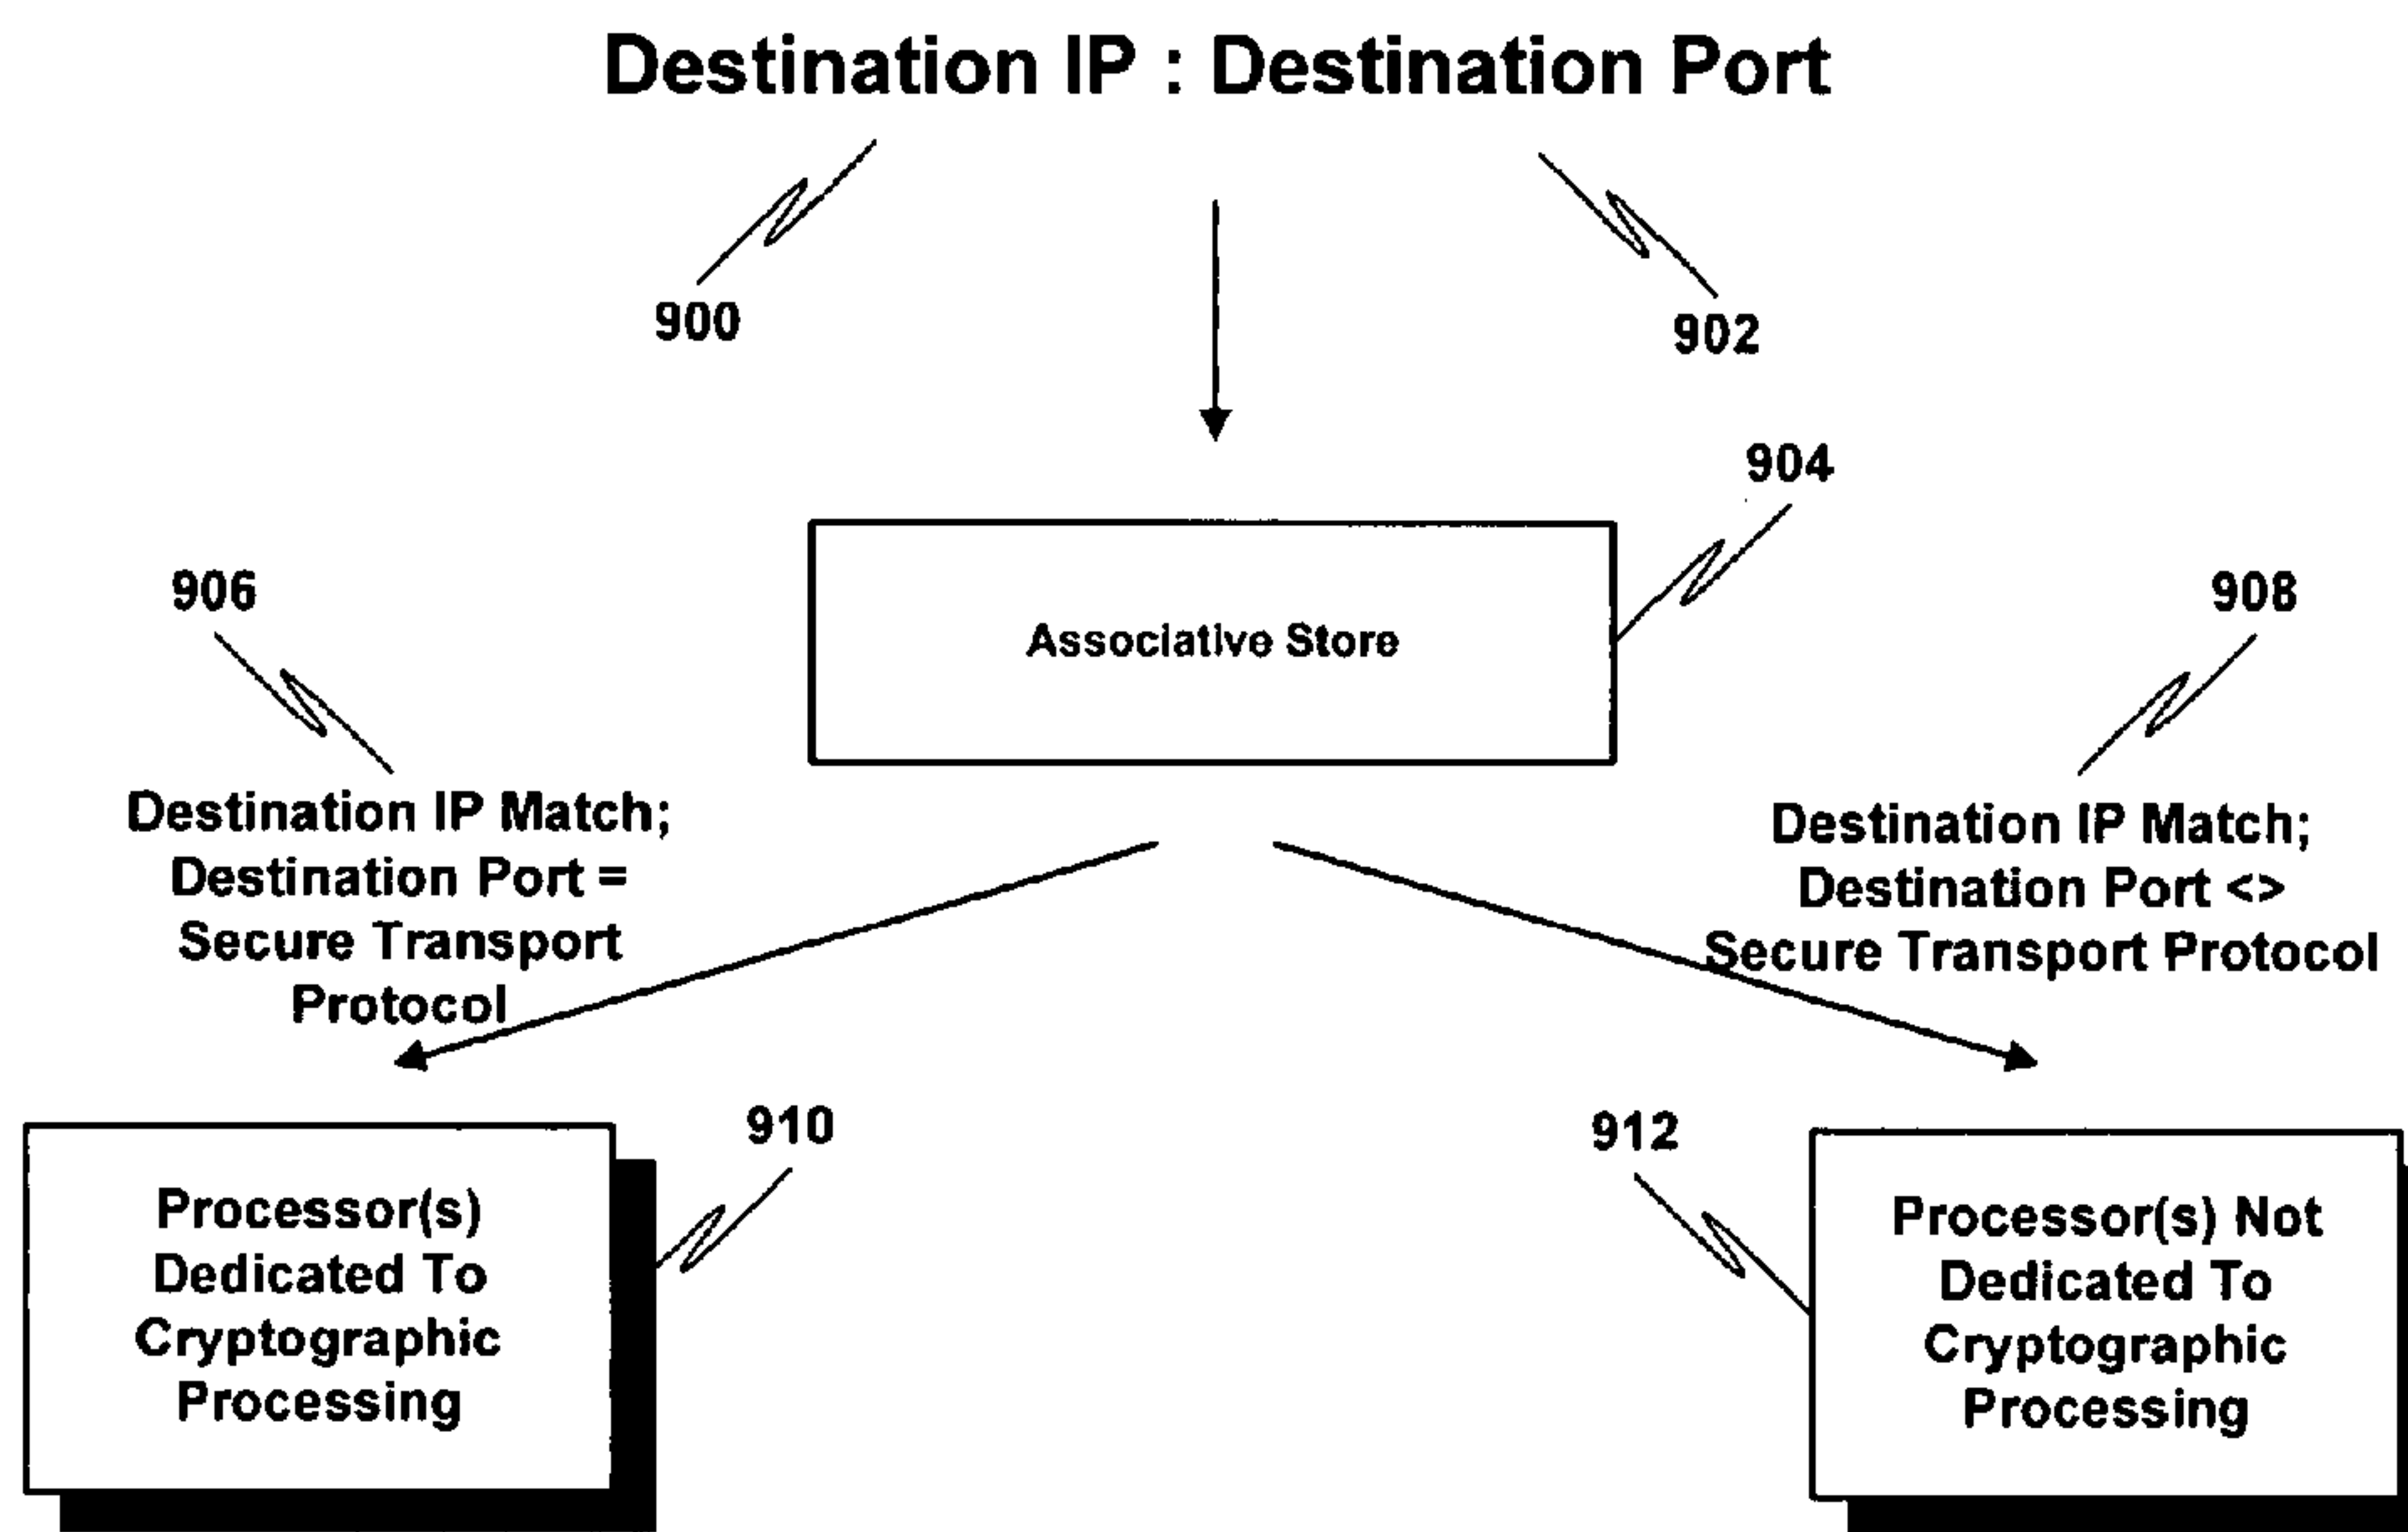 Destination IP : Destination Port
900
902
904
Associative Store
906
908
Destination IP Match;
Destination Port =
Secure Transport
Protocol
Destination IP Match;
Destination Port <>
Secure Transport Protocol
910
912
Processor(s)
Dedicated To
Cryptographic
Processing
Processor(s) Not
Dedicated To
Cryptographic
Processing